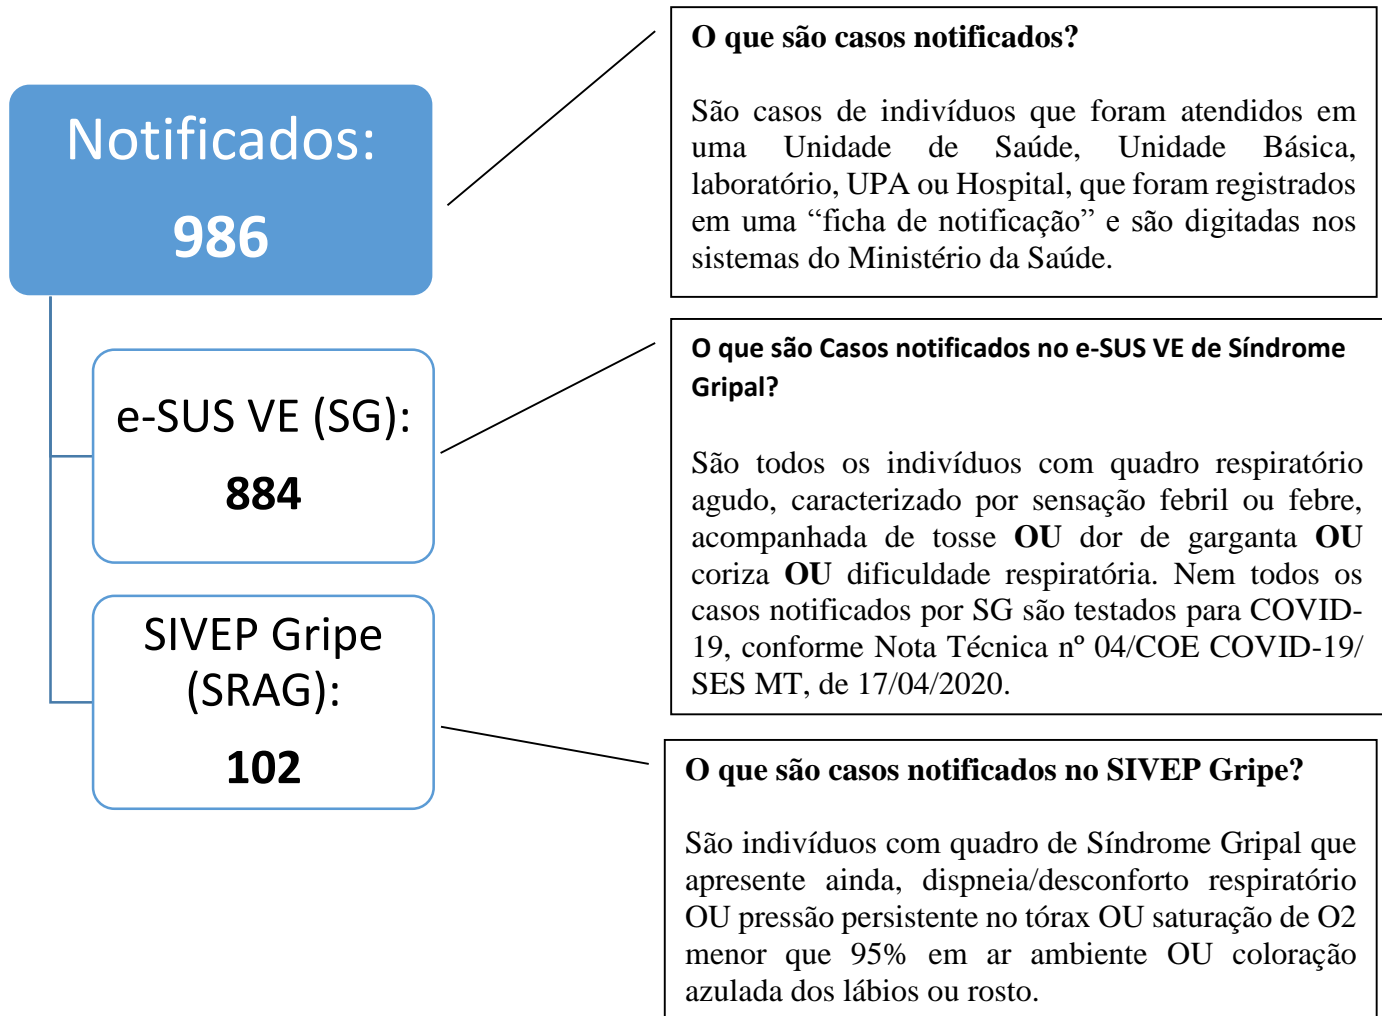 Notificados:
986
e-SUS VE (SG):
884
SIVEP Gripe
(SRAG):
102
O que são casos notificados?
São casos de indivíduos que foram atendidos em
uma Unidade de Saúde, Unidade Básica,
laboratório, UPA ou Hospital, que foram registrados
em uma “ficha de notificação” e são digitadas nos
sistemas do Ministério da Saúde.
O que são Casos notificados no e-SUS VE de Síndrome
Gripal?
São todos os indivíduos com quadro respiratório
agudo, caracterizado por sensação febril ou febre,
acompanhada de tosse OU dor de garganta OU
coriza OU dificuldade respiratória. Nem todos os
casos notificados por SG são testados para COVID-
19, conforme Nota Técnica nº 04/COE COVID-19/
SES MT, de 17/04/2020.
O que são casos notificados no SIVEP Gripe?
São indivíduos com quadro de Síndrome Gripal que
apresente ainda, dispneia/desconforto respiratório
OU pressão persistente no tórax OU saturação de O2
menor que 95% em ar ambiente OU coloração
azulada dos lábios ou rosto.